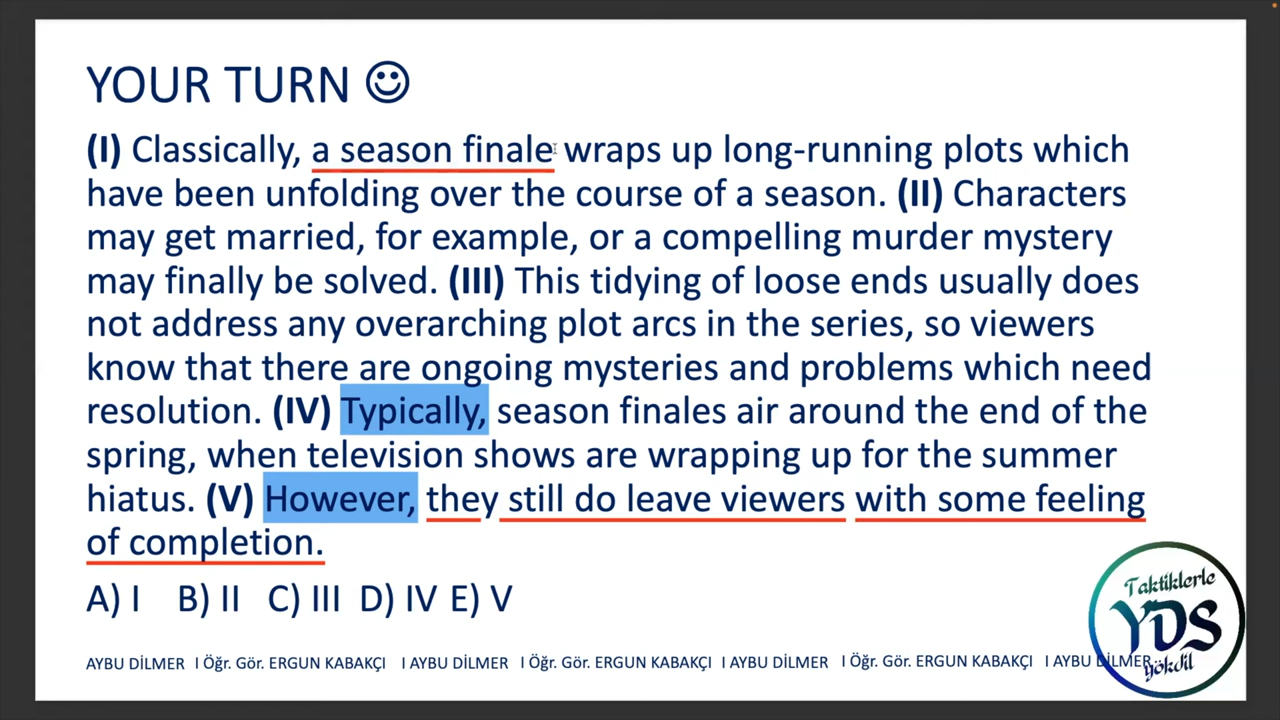 YOUR TURN ☺
(I) Classically, a season finale wraps up long-running plots which
have been unfolding over the course of a season. (II) Characters
may get married, for example, or a compelling murder mystery
may finally be solved. (III) This tidying of loose ends usually does
not address any overarching plot arcs in the series, so viewers
know that there are ongoing mysteries and problems which need
resolution. (IV) Typically, season finales air around the end of the
spring, when television shows are wrapping up for the summer
hiatus. (V) However, they still do leave viewers with some feeling
of completion.
A) I B) II C) III D) IV E) V
Taktiklerle
YDS
yökdil
AYBU DİLMER I Öğr. Gör. ERGUN KABAKÇI I AYBU DİLMER I Öğr. Gör. ERGUN KABAKÇI I AYBU DİLMER I Öğr. Gör. ERGUN KABAKÇI I AYBU DİLMER